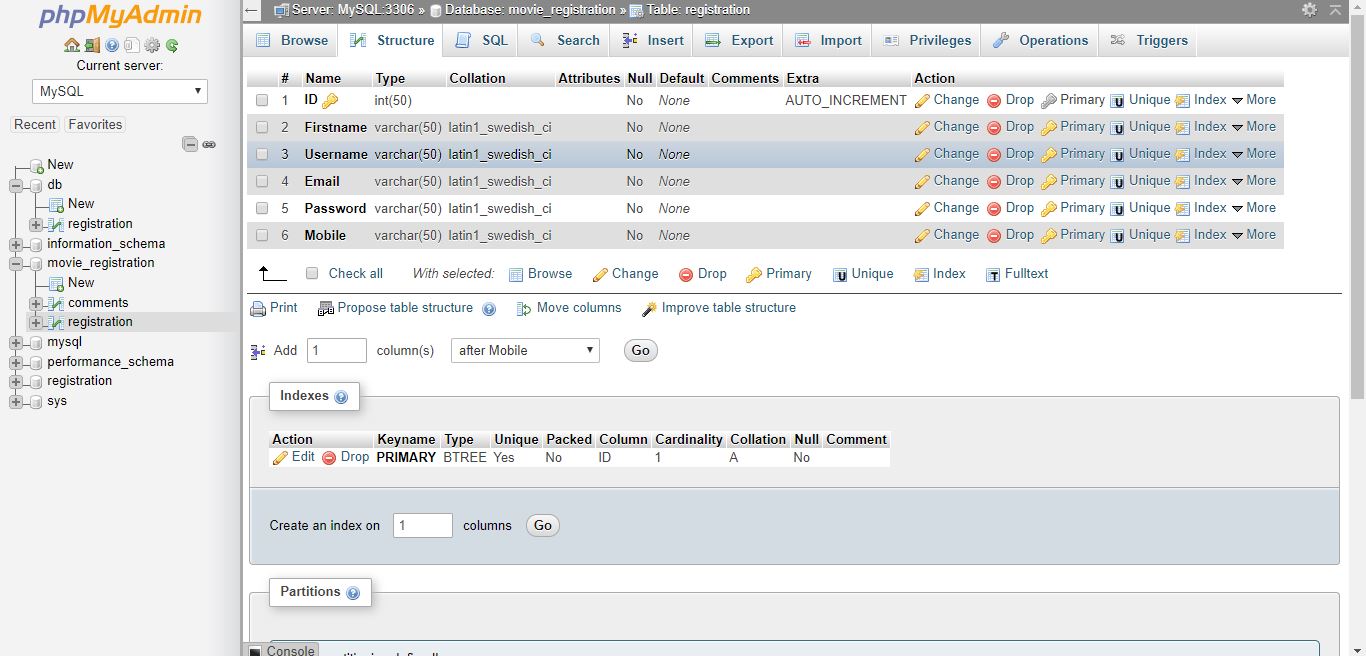 phpMyAdmin
Current server:
MySQL
Recent Favorites
New
db
New
registration
information_schema
movie_registration
New
comments
registration
mysql
performance_schema
registration
sys
Server: MySQL:3306 » Database: movie_registration » Table: registration
Browse Structure SQL Search Insert Export Import Privileges Operations Triggers
# Name Type Collation Attributes Null Default Comments Extra Action
1 ID int(50) No None AUTO_INCREMENT Change Drop Primary Unique Index More
2 Firstname varchar(50) latin1_swedish_ci No None Change Drop Primary Unique Index More
3 Username varchar(50) latin1_swedish_ci No None Change Drop Primary Unique Index More
4 Email varchar(50) latin1_swedish_ci No None Change Drop Primary Unique Index More
5 Password varchar(50) latin1_swedish_ci No None Change Drop Primary Unique Index More
6 Mobile varchar(50) latin1_swedish_ci No None Change Drop Primary Unique Index More
Check all With selected: Browse Change Drop Primary Unique Index Fulltext
Print Propose table structure Move columns Improve table structure
Add 1 column(s) after Mobile Go
Indexes
Action Keyname Type Unique Packed Column Cardinality Collation Null Comment
Edit Drop PRIMARY BTREE Yes No ID 1 A No
Create an index on 1 columns Go
Partitions
Console